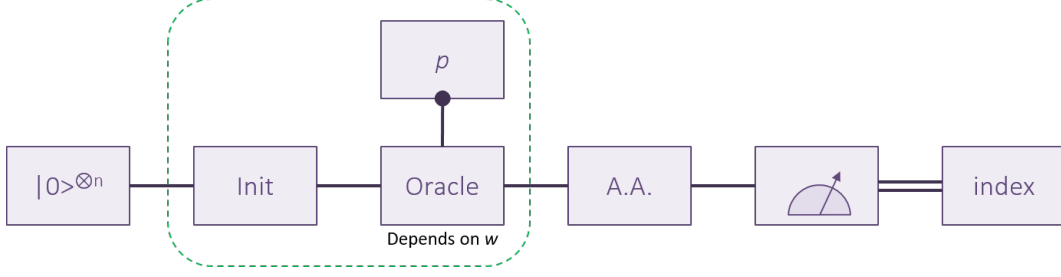 p
|0>⊗n
Init
Oracle
A.A.
index
Depends on w